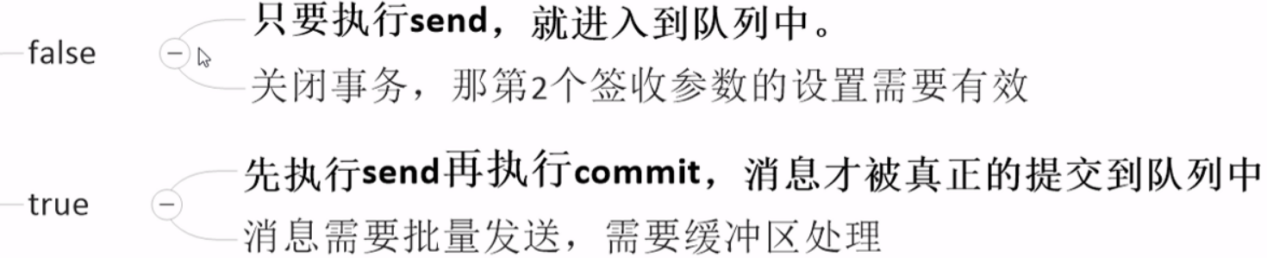 只要执行send，就进入到队列中。
false
关闭事务，那第2个签收参数的设置需要有效
先执行send再执行commit，消息才被真正的提交到队列中
true
消息需要批量发送，需要缓冲区处理